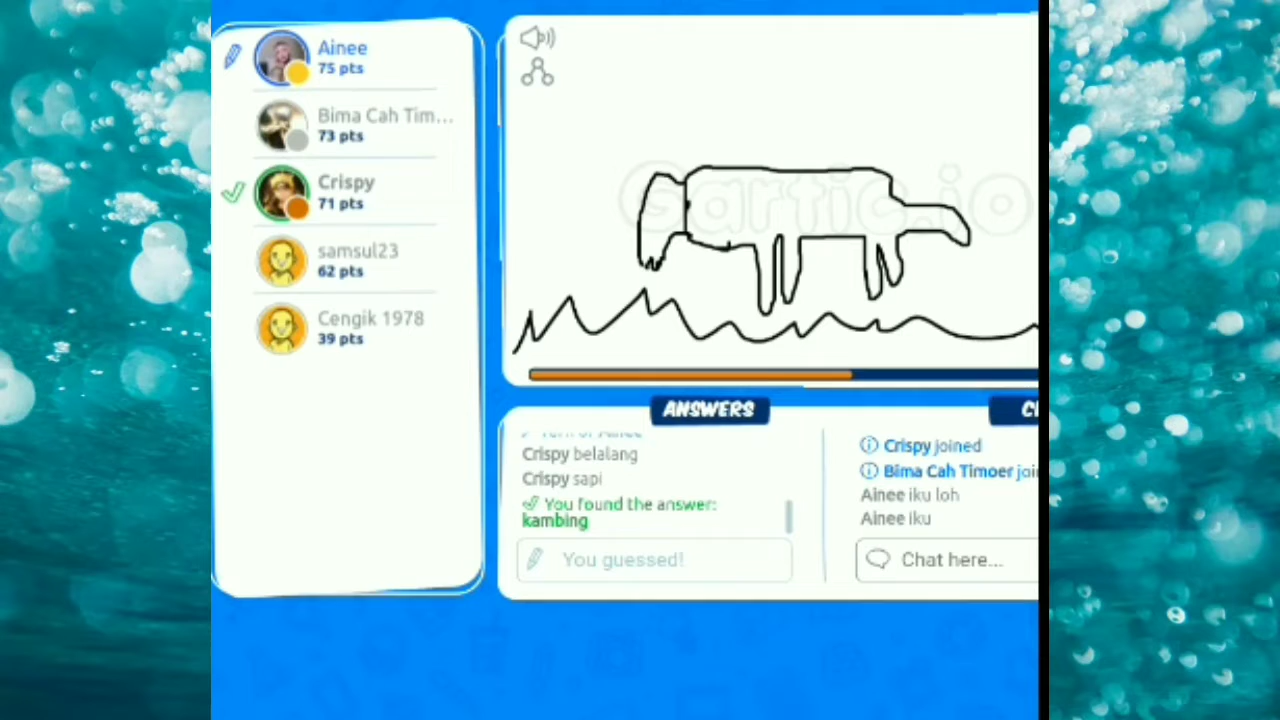 Ainee
75 pts
Bima Cah Tim...
73 pts
Crispy
71 pts
samsul23
62 pts
Cengik 1978
39 pts
Gartic.io
ANSWERS
Crispy belalang
Crispy sapi
You found the answer:
kambing
You guessed!
Crispy joined
Bima Cah Timoer joi
Ainee iku loh
Ainee iku
Chat here...